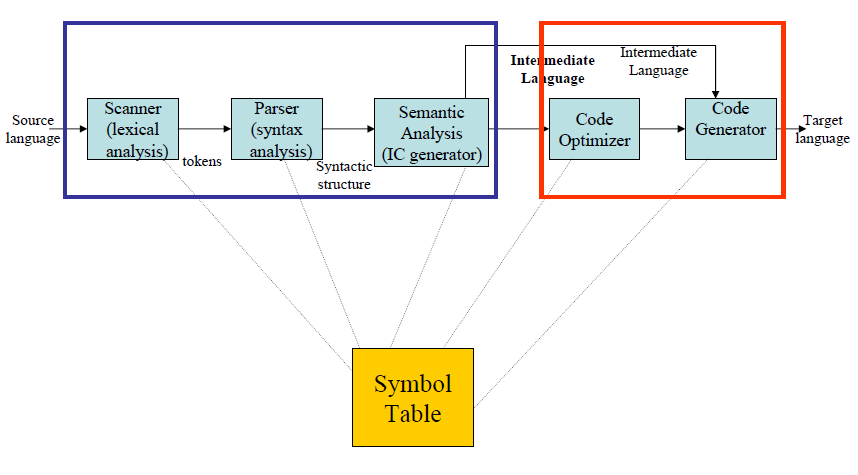 Source
language
Scanner
(lexical
analysis)
tokens
Parser
(syntax
analysis)
Syntactic
structure
Semantic
Analysis
(IC generator)
Intermediate
Language
Intermediate
Language
Code
Optimizer
Code
Generator
Target
language
Symbol
Table